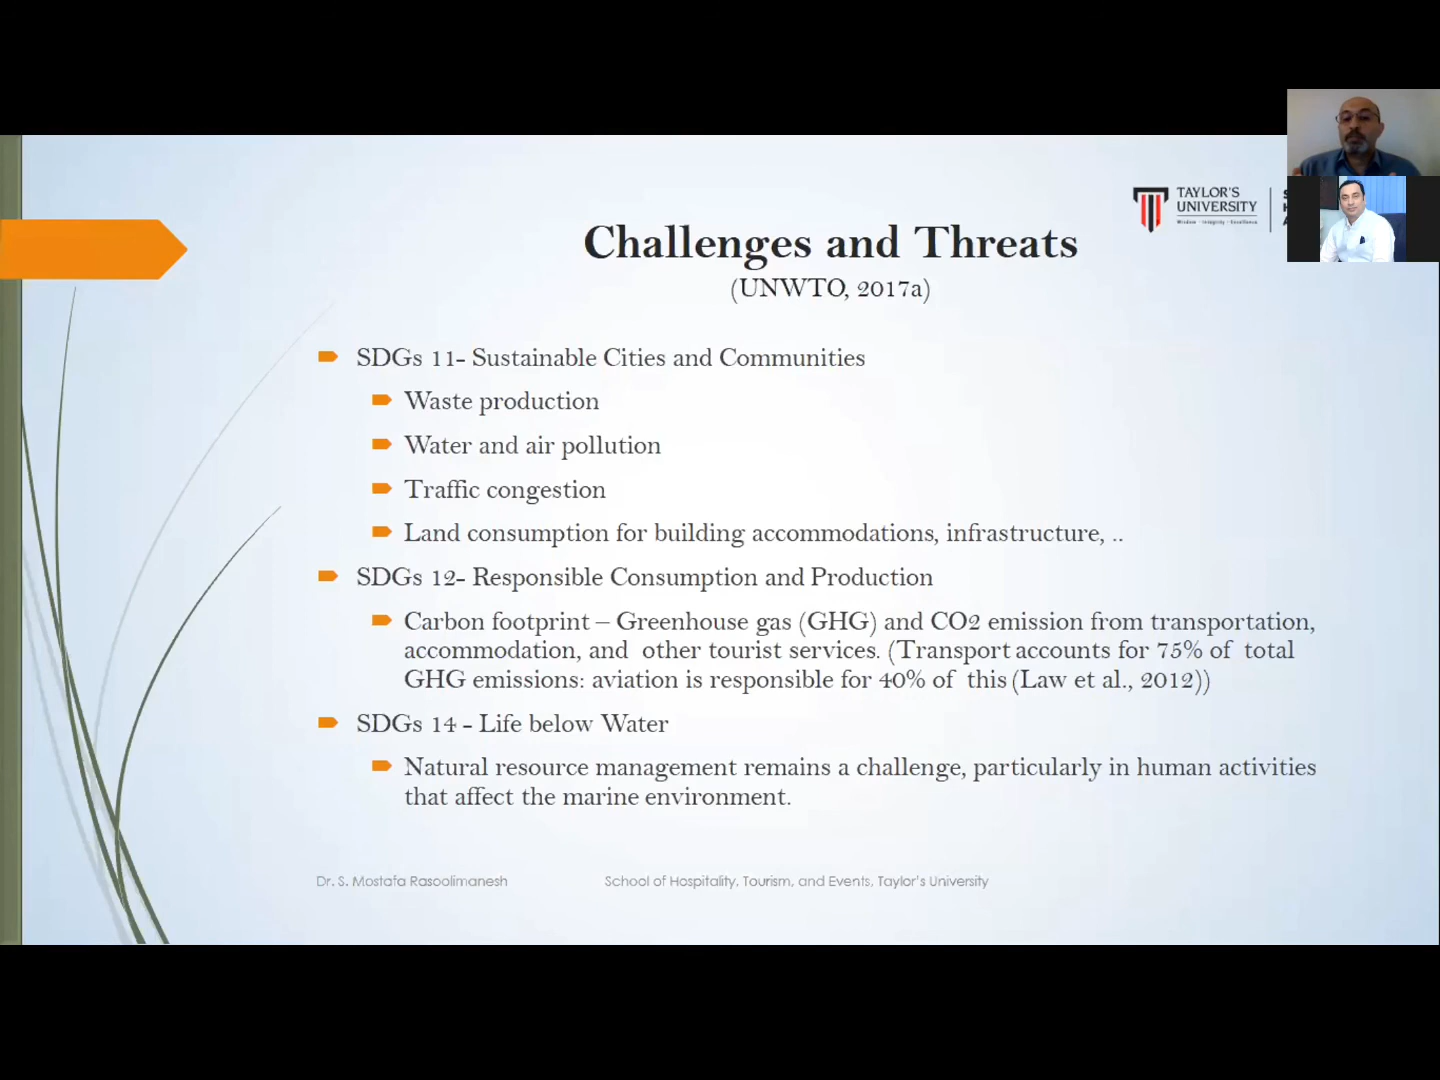 TAYLOR'S
UNIVERSITY
Wisdom · Integrity · Excellence
Challenges and Threats
(UNWTO, 2017a)
SDGs 11- Sustainable Cities and Communities
Waste production
Water and air pollution
Traffic congestion
Land consumption for building accommodations, infrastructure, ..
SDGs 12- Responsible Consumption and Production
Carbon footprint – Greenhouse gas (GHG) and CO2 emission from transportation,
accommodation, and other tourist services. (Transport accounts for 75% of total
GHG emissions: aviation is responsible for 40% of this (Law et al., 2012))
SDGs 14 - Life below Water
Natural resource management remains a challenge, particularly in human activities
that affect the marine environment.
Dr. S. Mostafa Rasoolimanesh School of Hospitality, Tourism, and Events, Taylor's University